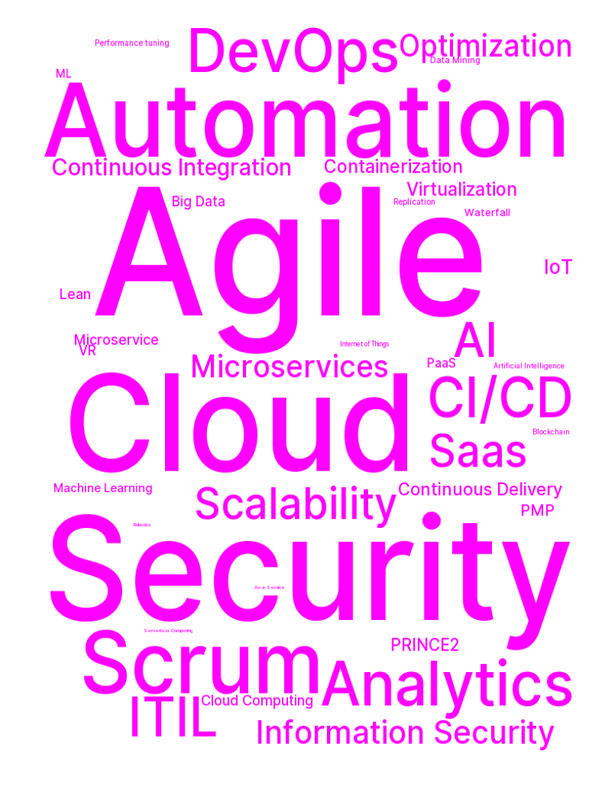 DevOps
Optimization
Performance tuning
Data Mining
ML
Automation
Continuous Integration
Containerization
Virtualization
Big Data
Replication
Waterfall
Agile
IoT
Lean
AI
Microservice
Internet of Things
VR
Microservices
PaaS
Artificial Intelligence
Cloud
CI/CD
Blockchain
Saas
Machine Learning
Scalability
Continuous Delivery
PMP
Robotics
Security
Scrum
PRINCE2
Analytics
ITIL
Cloud Computing
Information Security